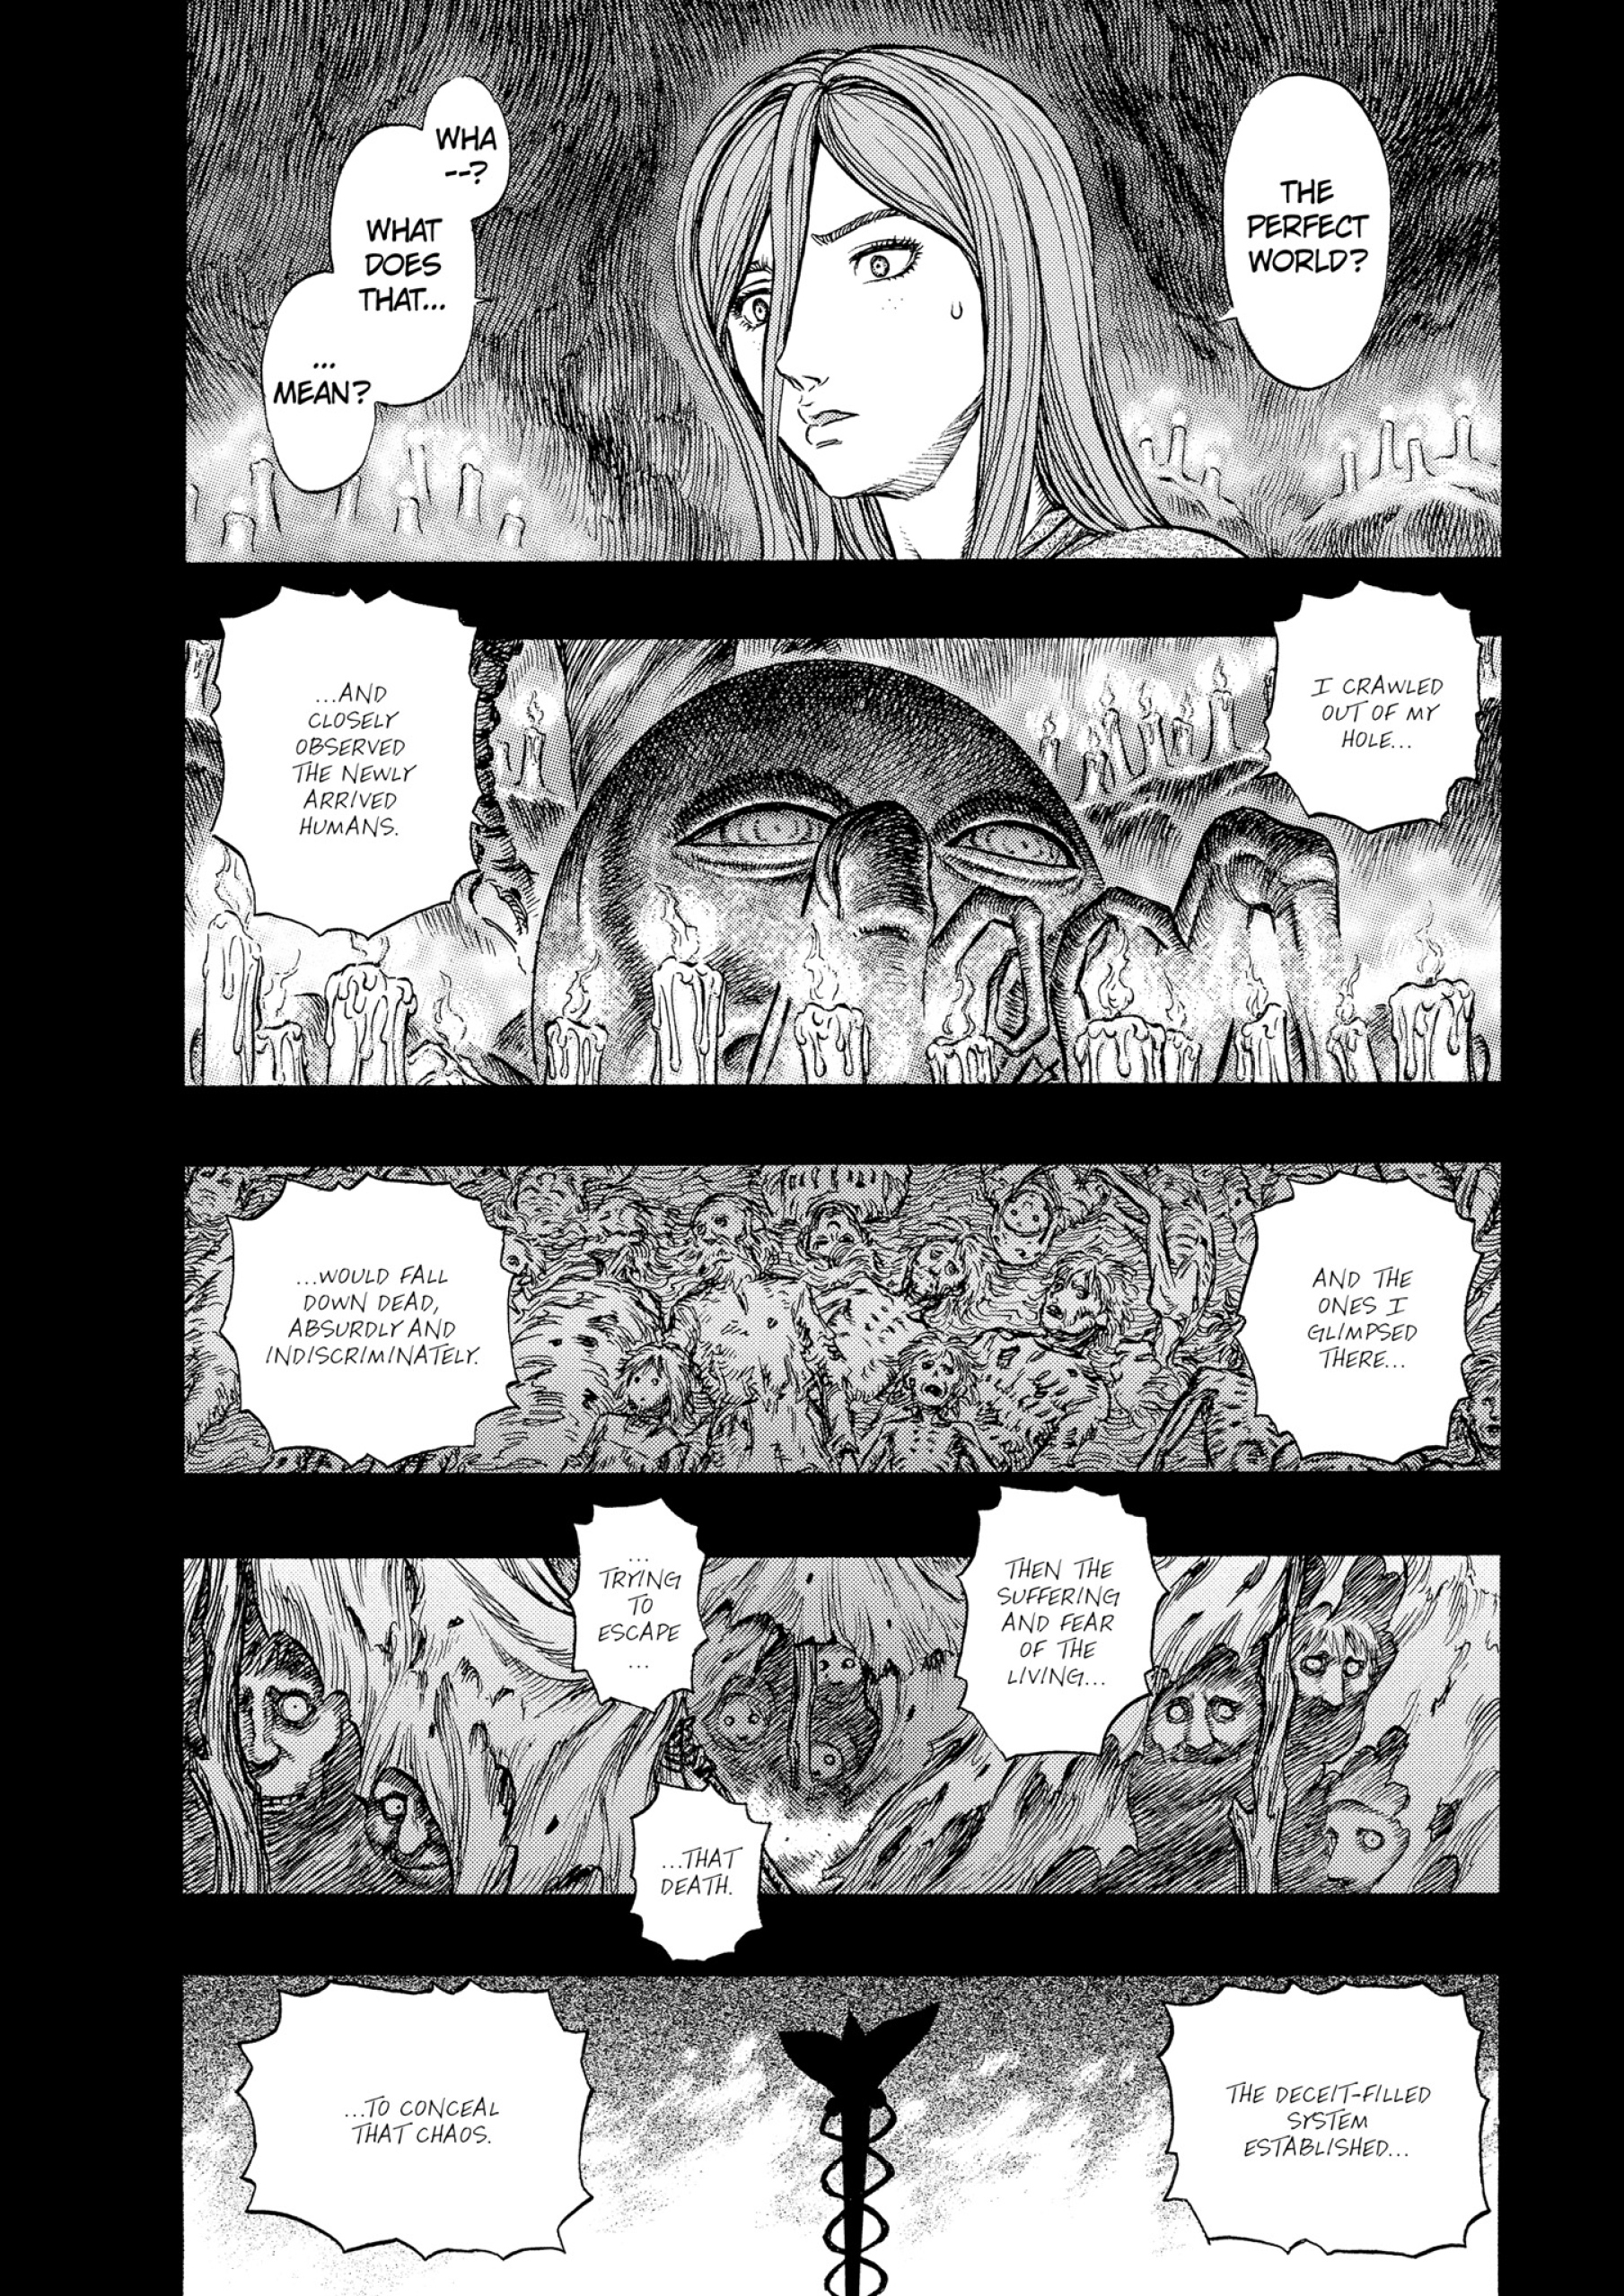 THE
PERFECT
WORLD?
WHA
--?
WHAT
DOES
THAT...
...
MEAN?
I CRAWLED
OUT OF MY
HOLE...
...AND
CLOSELY
OBSERVED
THE NEWLY
ARRIVED
HUMANS.
AND THE
ONES I
GLIMPSED
THERE...
...WOULD FALL
DOWN DEAD,
ABSURDLY AND
INDISCRIMINATELY.
THEN THE
SUFFERING
AND FEAR
OF THE
LIVING...
...
TRYING
TO
ESCAPE
...
...THAT
DEATH.
THE DECEIT-FILLED
SYSTEM
ESTABLISHED...
...TO CONCEAL
THAT CHAOS.